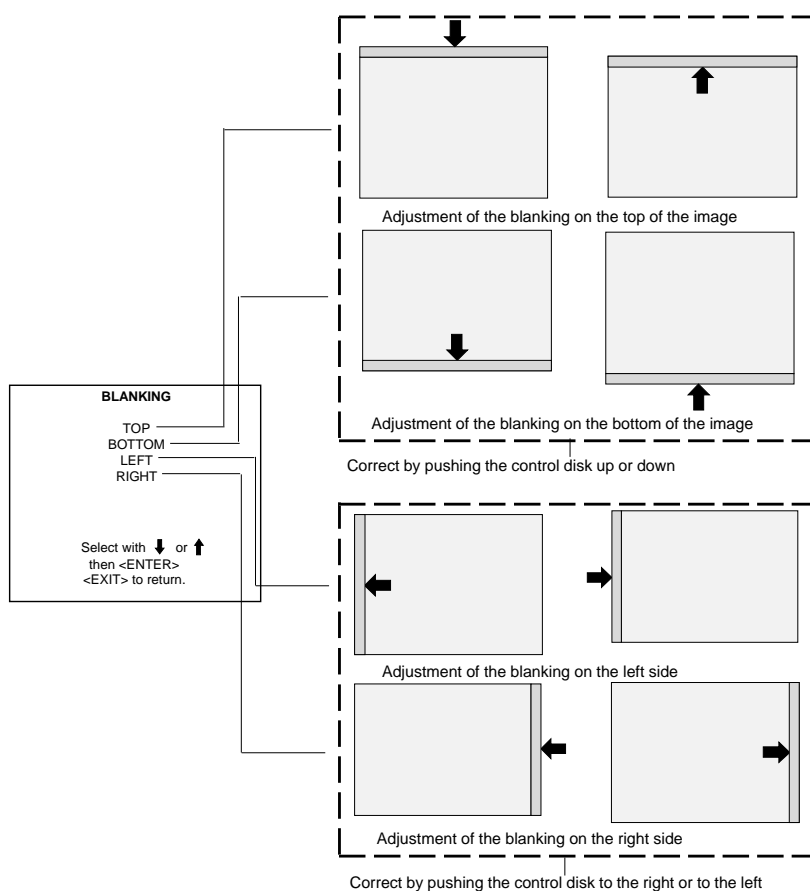 Adjustment of the blanking on the top of the image
Adjustment of the blanking on the bottom of the image
Correct by pushing the control disk up or down
BLANKING
TOP
BOTTOM
LEFT
RIGHT
Select with or
then <ENTER>
<EXIT> to return.
Adjustment of the blanking on the left side
Adjustment of the blanking on the right side
Correct by pushing the control disk to the right or to the left